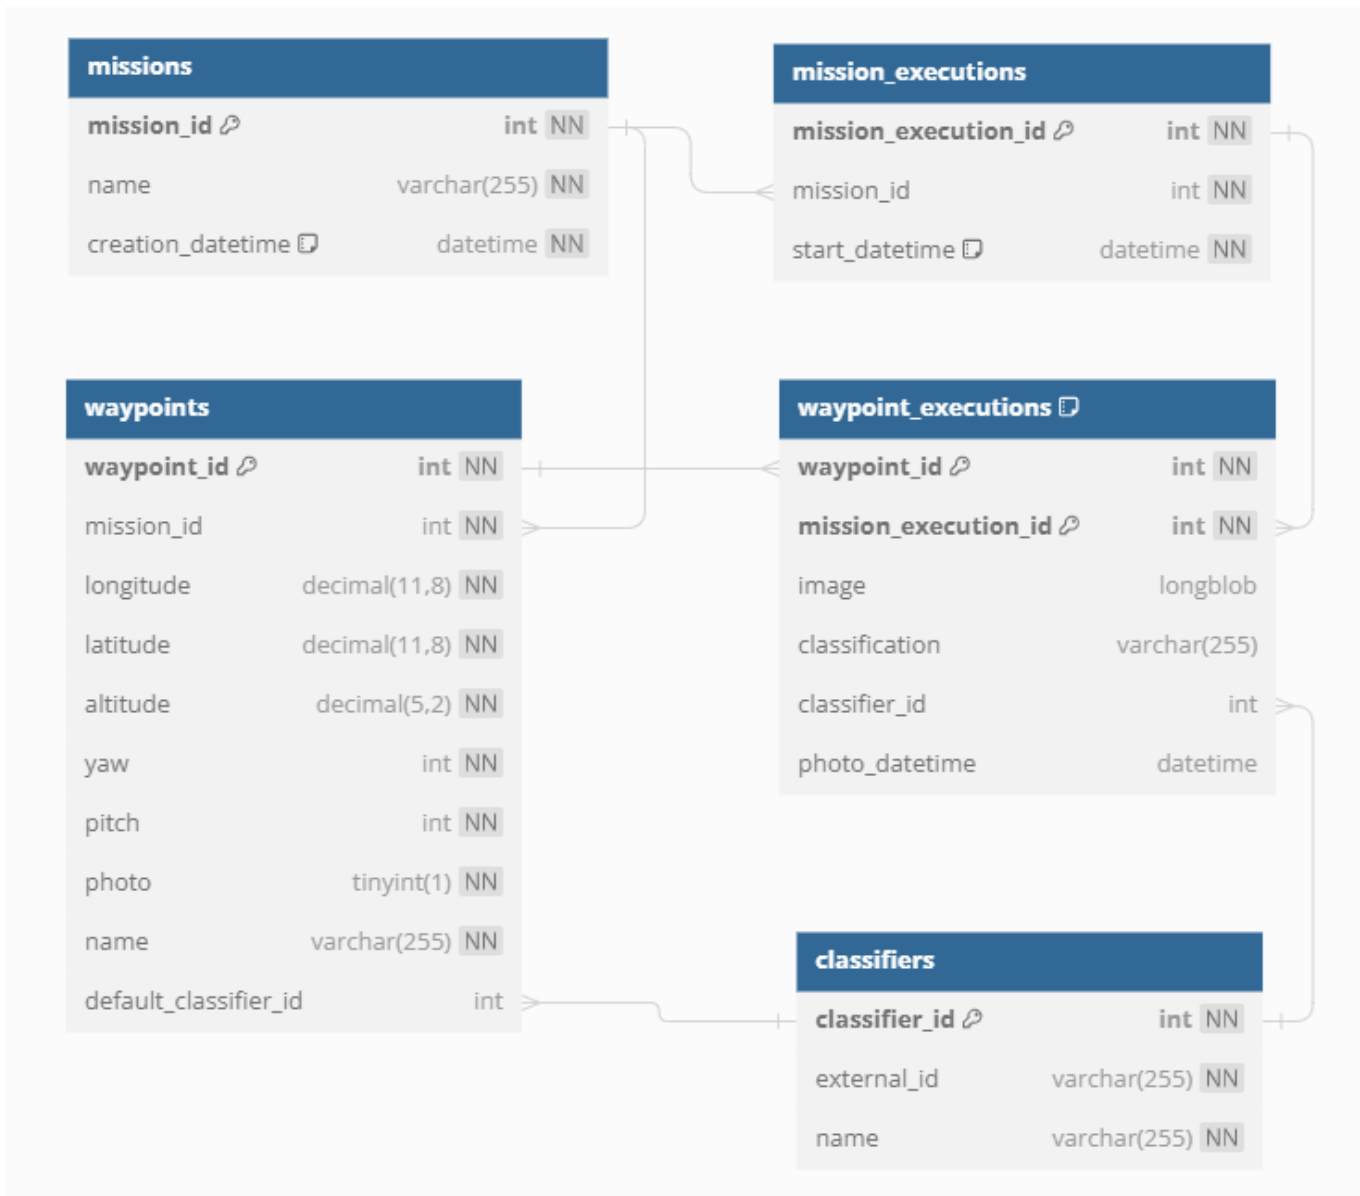 missions
mission_id int NN
name varchar(255) NN
creation_datetime datetime NN
mission_executions
mission_execution_id int NN
mission_id int NN
start_datetime datetime NN
waypoints
waypoint_id int NN
mission_id int NN
longitude decimal(11,8) NN
latitude decimal(11,8) NN
altitude decimal(5,2) NN
yaw int NN
pitch int NN
photo tinyint(1) NN
name varchar(255) NN
default_classifier_id int
waypoint_executions
waypoint_id int NN
mission_execution_id int NN
image longblob
classification varchar(255)
classifier_id int
photo_datetime datetime
classifiers
classifier_id int NN
external_id varchar(255) NN
name varchar(255) NN